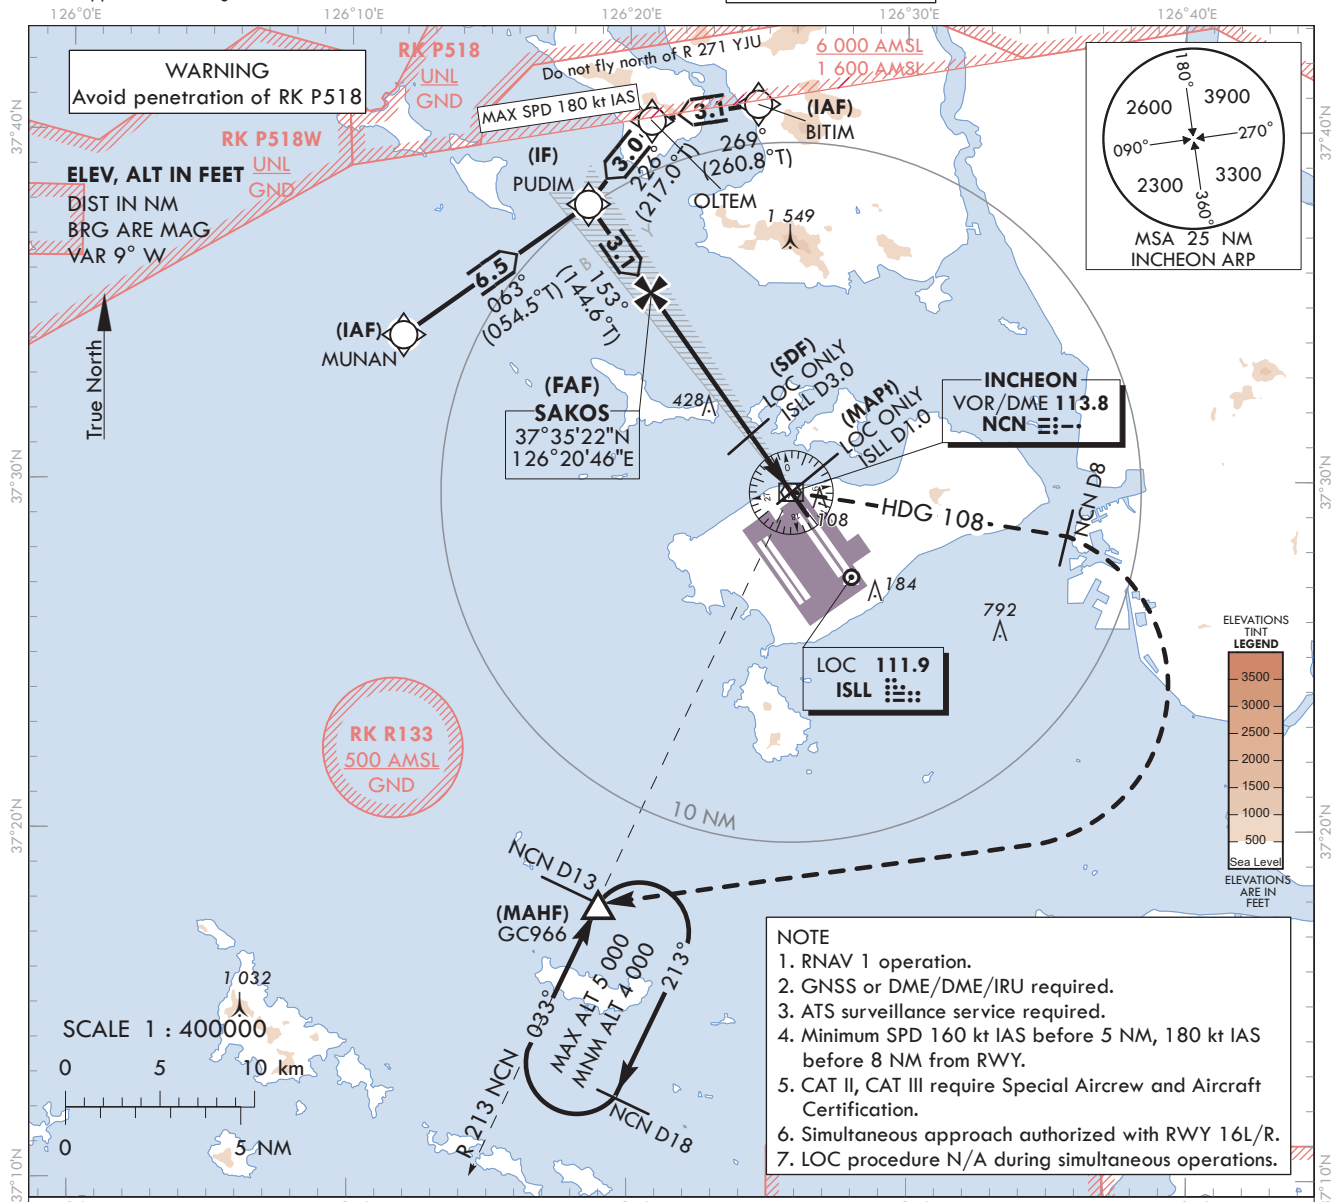 126°0'E
126°10'E
126°20'E
126°30'E
126°40'E
WARNING
Avoid penetration of RK P518
RK P518
UNL
GND
Do not fly north of R 271 YJU
6 000 AMSL
1 600 AMSL
MAX SPD 180 kt IAS
RK P518W
UNL
GND
ELEV, ALT IN FEET
DIST IN NM
BRG ARE MAG
VAR 9° W
True North
37°40'N
37°40'N
(IAF)
BITIM
3.1
269°
(260.8°T)
OLTEM
3.0
226°
(217.0°T)
(IF)
PUDIM
6.5
063°
(054.5°T)
(IAF)
MUNAN
3.1
153°
(144.6°T)
1 549
180°
270°
360°
090°
2600
3900
2300
3300
MSA 25 NM
INCHEON ARP
(FAF)
SAKOS
37°35'22"N
126°20'46"E
428
(SDF)
LOC ONLY
ISLL D3.0
(MAPt)
LOC ONLY
ISLL D1.0
INCHEON
VOR/DME 113.8
NCN
37°30'N
37°30'N
108
HDG 108
NCN D8
184
792
LOC 111.9
ISLL
RK R133
500 AMSL
GND
10 NM
ELEVATIONS
TINT
LEGEND
3500
3000
2500
2000
1500
1000
500
Sea Level
ELEVATIONS
ARE IN
FEET
37°20'N
37°20'N
NCN D13
(MAHF)
GC966
MAX ALT 5 000
MNM ALT 4 000
033°
213°
R 213 NCN
NCN D18
1 032
SCALE 1 : 400000
0 5 10 km
0 5 NM
37°10'N
37°10'N
NOTE
1. RNAV 1 operation.
2. GNSS or DME/DME/IRU required.
3. ATS surveillance service required.
4. Minimum SPD 160 kt IAS before 5 NM, 180 kt IAS
before 8 NM from RWY.
5. CAT II, CAT III require Special Aircrew and Aircraft
Certification.
6. Simultaneous approach authorized with RWY 16L/R.
7. LOC procedure N/A during simultaneous operations.